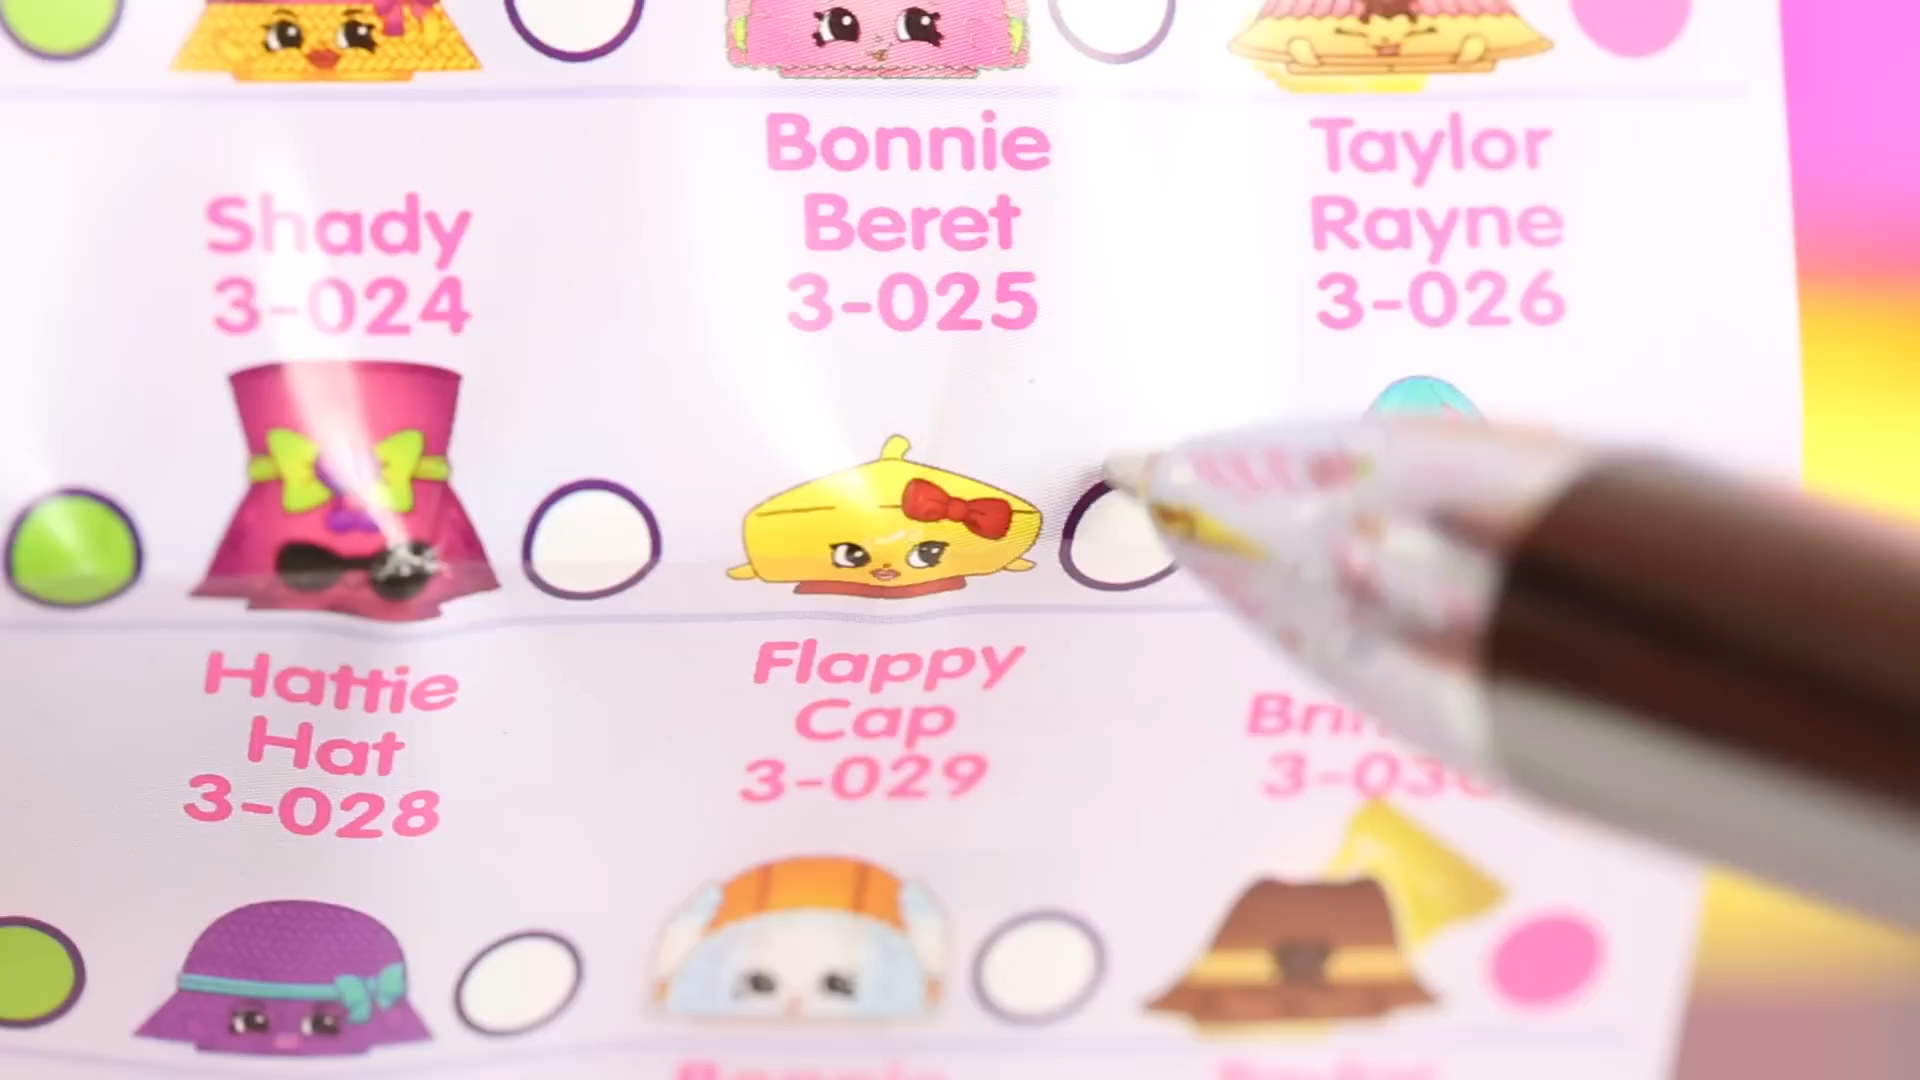 Shady
3-024
Bonnie
Beret
3-025
Taylor
Rayne
3-026
Hattie
Hat
3-028
Flappy
Cap
3-029